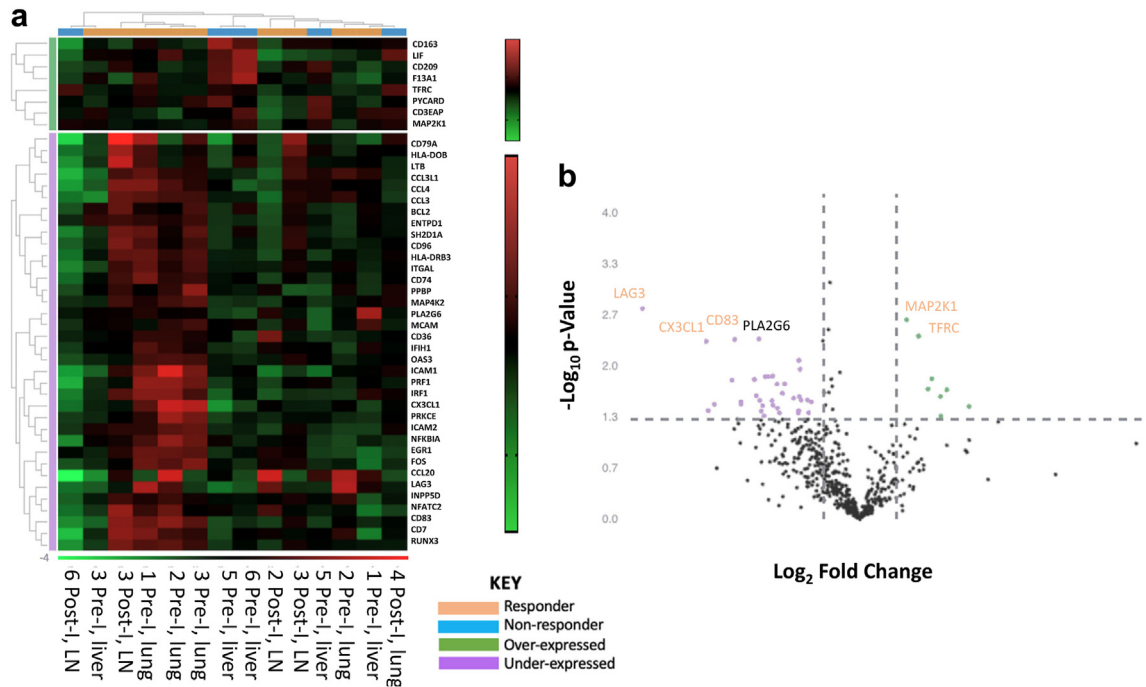 a
CD163
LIF
CD209
F13A1
TFRC
PYCARD
CD3EAP
MAP2K1
CD79A
HLA-DOB
LTB
CCL3L1
CCL4
CCL3
BCL2
ENTPD1
SH2D1A
CD96
HLA-DRB3
ITGAL
CD74
PPBP
MAP4K2
PLA2G6
MCAM
CD36
IFIH1
OAS3
ICAM1
PRF1
IRF1
CX3CL1
PRKCE
ICAM2
NFKBIA
EGR1
FOS
CCL20
LAG3
INPP5D
NFATC2
CD83
CD7
RUNX3
-4
6 Post-I, LN
3 Pre-I, liver
3 Post-I, LN
1 Pre-I, lung
2 Pre-I, lung
3 Pre-I, lung
5 Pre-I, liver
6 Pre-I, liver
2 Post-I, LN
3 Post-I, LN
5 Pre-I, liver
2 Pre-I, lung
1 Pre-I, liver
4 Post-I, lung
KEY
Responder
Non-responder
Over-expressed
Under-expressed
b
-Log10 p-Value
4.0
3.3
2.7
2.0
1.3
0.7
0.0
LAG3
CX3CL1
CD83
PLA2G6
MAP2K1
TFRC
Log2 Fold Change